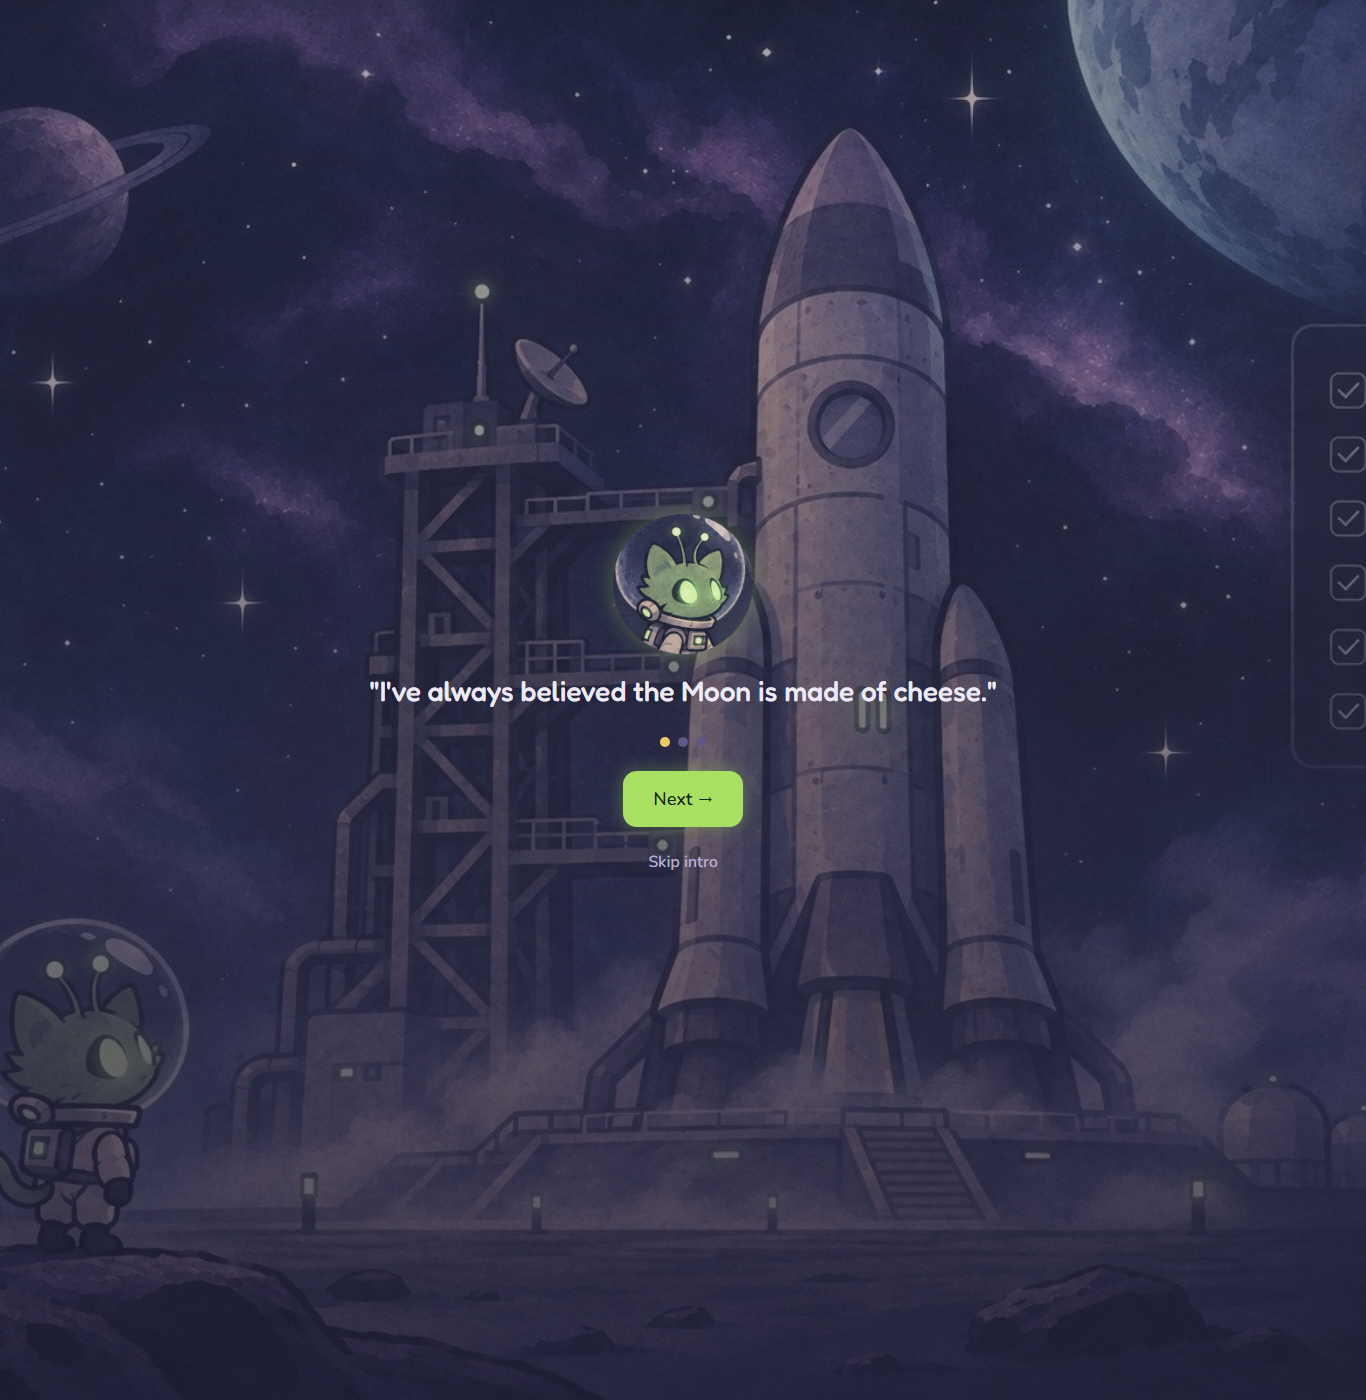 "I've always believed the Moon is made of cheese."
Next →
Skip intro